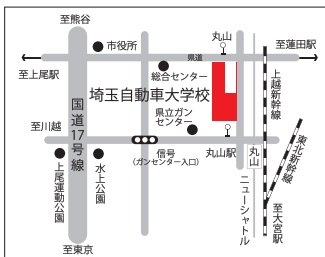 至熊谷
市役所
丸山
至蓮田駅
県道
至上尾駅
総合センター
埼玉自動車大学校
上越新幹線
国道17号線
県立ガン
センター
東北新幹線
至川越
丸山駅
丸山
信号
(ガンセンター入口)
上尾運動公園
水上公園
ニューシャトル
至大宮駅
至東京